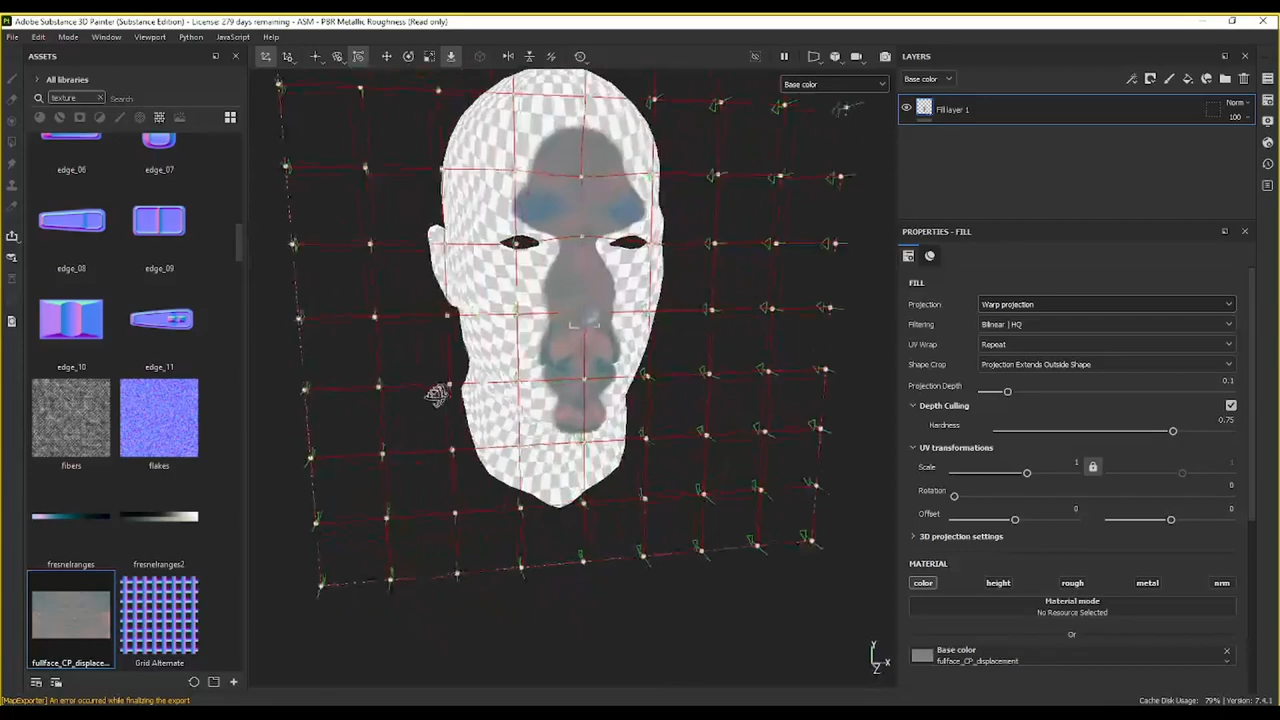 Adobe Substance 3D Painter (Substance Edition) - License: 279 days remaining - ASM - PBR Metallic Roughness (Read only)
File Edit Mode Window Viewport Python JavaScript Help
ASSETS
All libraries
texture
Search
edge_06 edge_07
edge_08 edge_09
edge_10 edge_11
fibers flakes
fresnelranges fresnelranges2
fullface_CP_displace... Grid Alternate
[MapExporter] An error occurred while finalizing the export
Base color
Y
X
Z
LAYERS
Base color
Fill layer 1
Norm
100
PROPERTIES - FILL
FILL
Projection Warp projection
Filtering Bilinear | HQ
UV Wrap Repeat
Shape Crop Projection Extends Outside Shape
Projection Depth 0.1
Depth Culling
Hardness 0.75
UV transformations
Scale 1 1
Rotation 0
Offset 0 0
3D projection settings
MATERIAL
color height rough metal nrm
Material mode
No Resource Selected
Or
Base color
fullface_CP_displacement
Cache Disk Usage: 79% | Version: 7.4.1